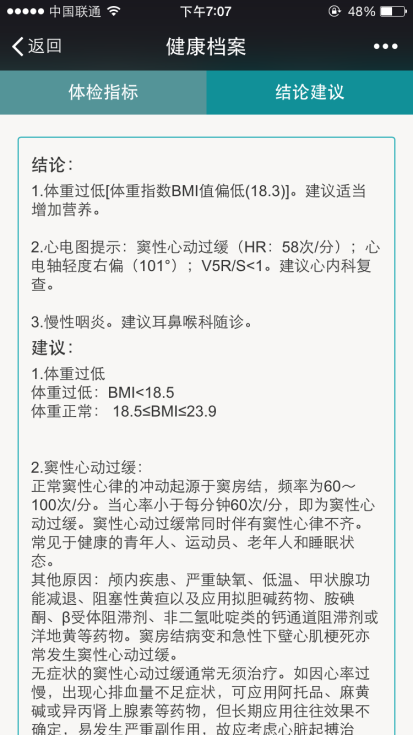 中国联通 下午7:07 48%
返回 健康档案
体检指标 结论建议
结论：
1.体重过低[体重指数BMI值偏低(18.3)]。建议适当
增加营养。
2.心电图提示：窦性心动过缓（HR：58次/分）；心
电轴轻度右偏（101°）；V5R/S<1。建议心内科复
查。
3.慢性咽炎。建议耳鼻喉科随诊。
建议：
1.体重过低
体重过低：BMI<18.5
体重正常： 18.5≤BMI≤23.9
2.窦性心动过缓：
正常窦性心律的冲动起源于窦房结，频率为60～
100次/分。当心率小于每分钟60次/分，即为窦性心
动过缓。窦性心动过缓常同时伴有窦性心律不齐。
常见于健康的青年人、运动员、老年人和睡眠状
态。
其他原因：颅内疾患、严重缺氧、低温、甲状腺功
能减退、阻塞性黄疸以及应用拟胆碱药物、胺碘
酮、β受体阻滞剂、非二氢吡啶类的钙通道阻滞剂或
洋地黄等药物。窦房结病变和急性下壁心肌梗死亦
常发生窦性心动过缓。
无症状的窦性心动过缓通常无须治疗。如因心率过
慢，出现心排血量不足症状，可应用阿托品、麻黄
碱或异丙肾上腺素等药物，但长期应用往往效果不
确定，易发生严重副作用，故应考虑心脏起搏治